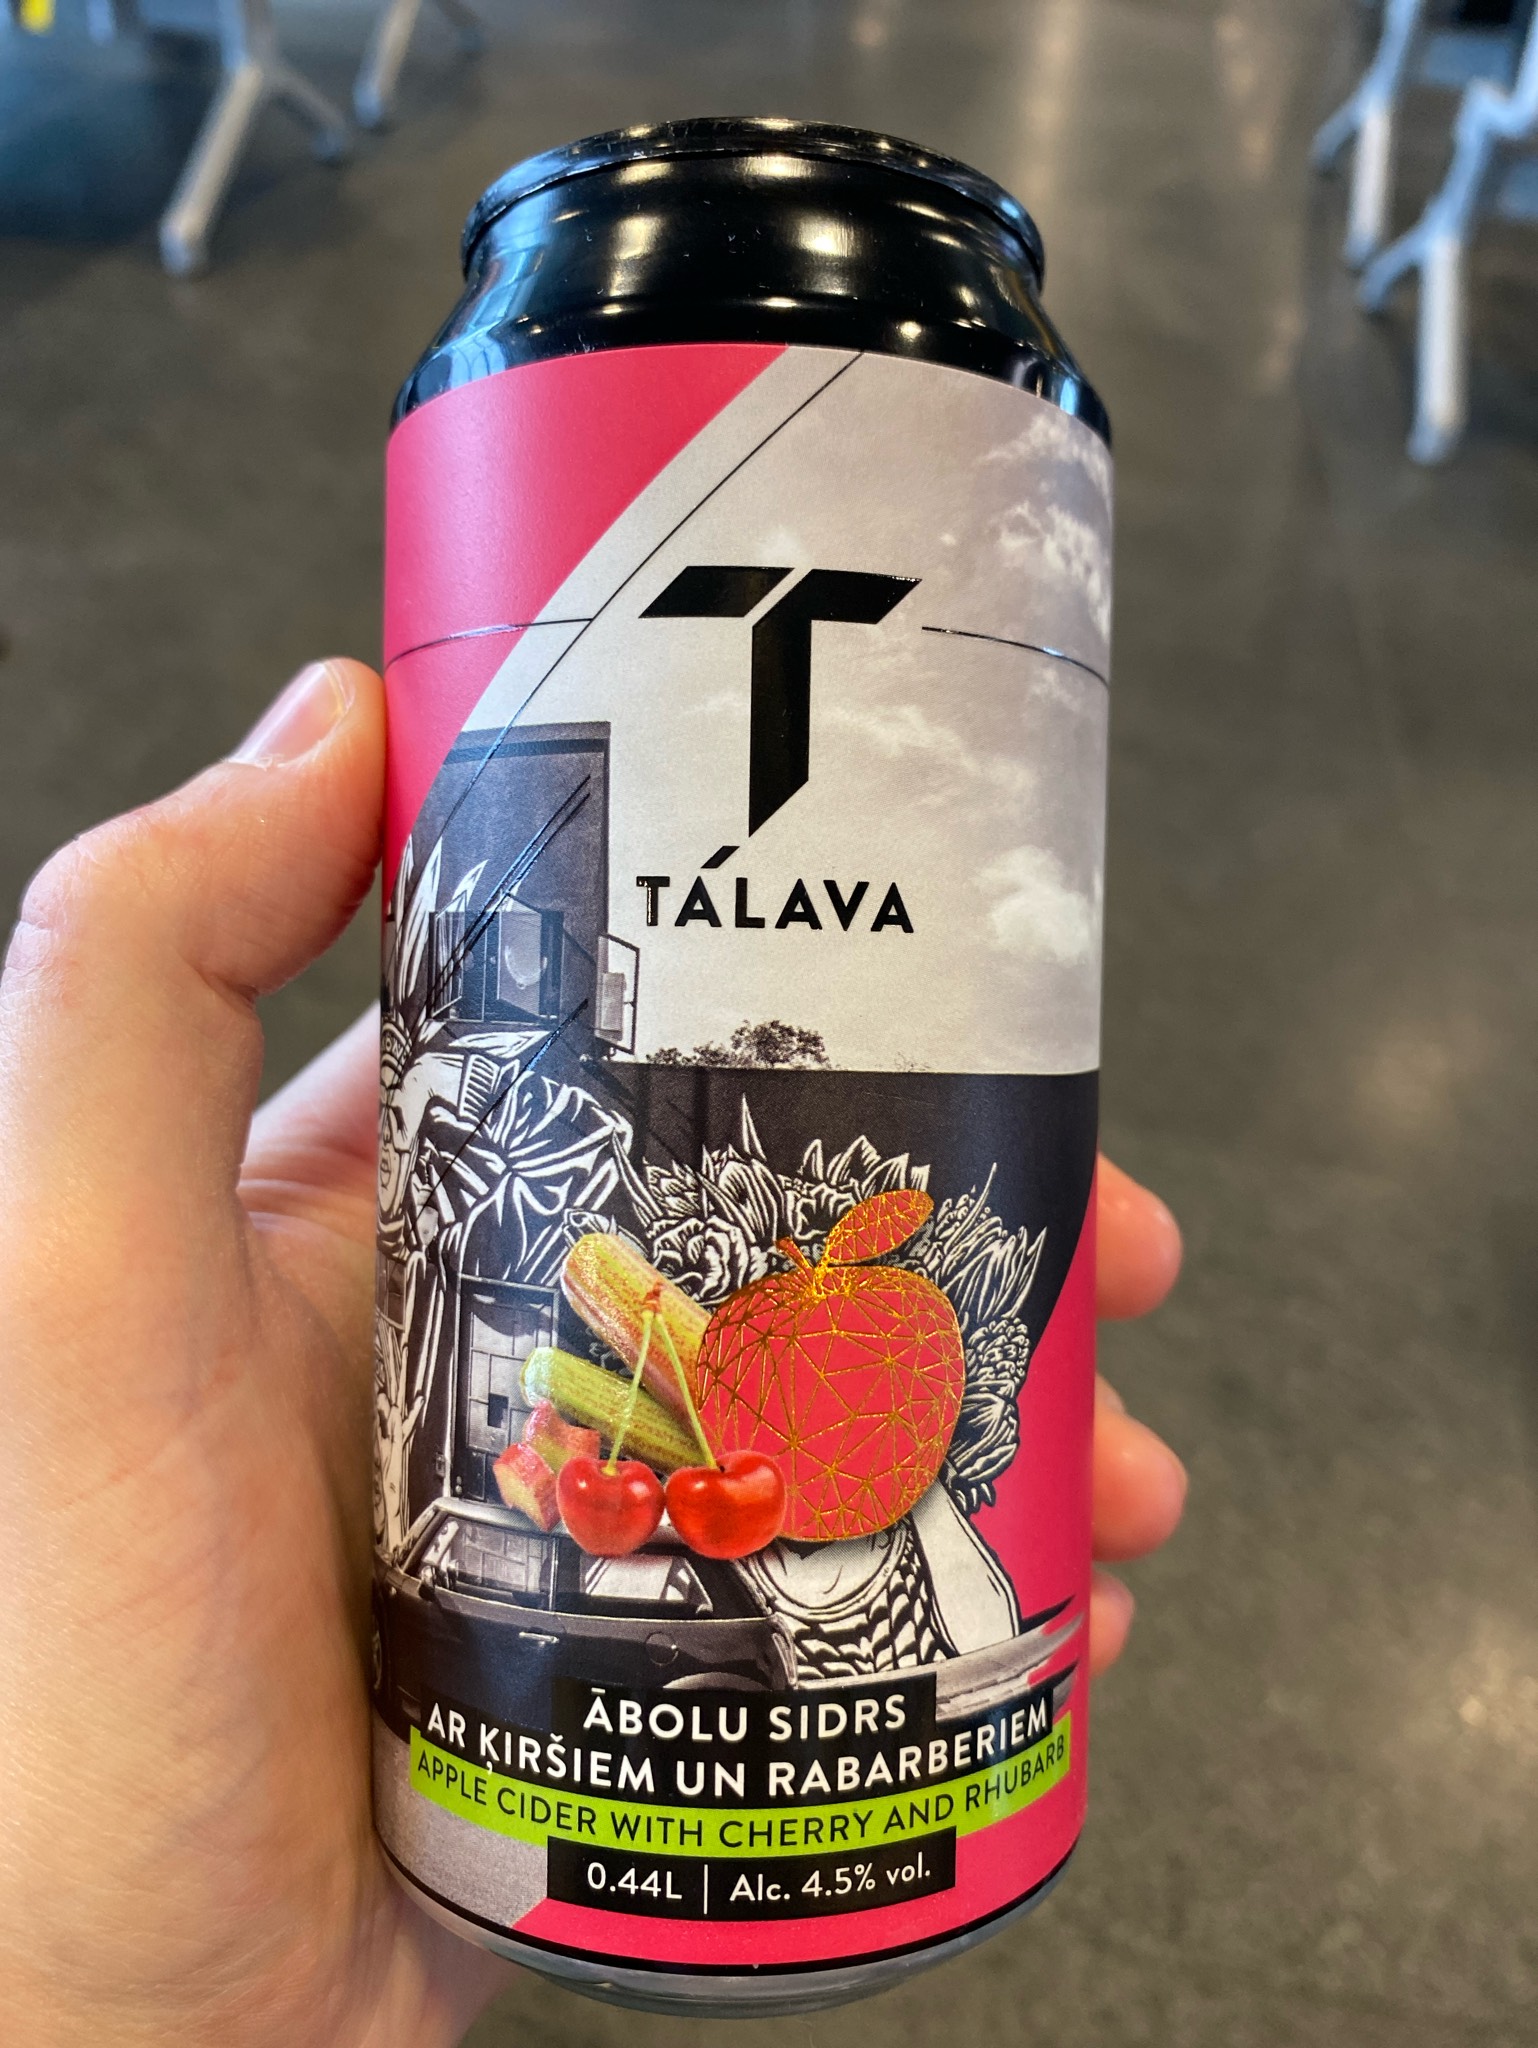 TÁLAVA
ĀBOLU SIDRS
AR ĶIRŠIEM UN RABARBERIEM
APPLE CIDER WITH CHERRY AND RHUBARB
0.44L | Alc. 4.5% vol.